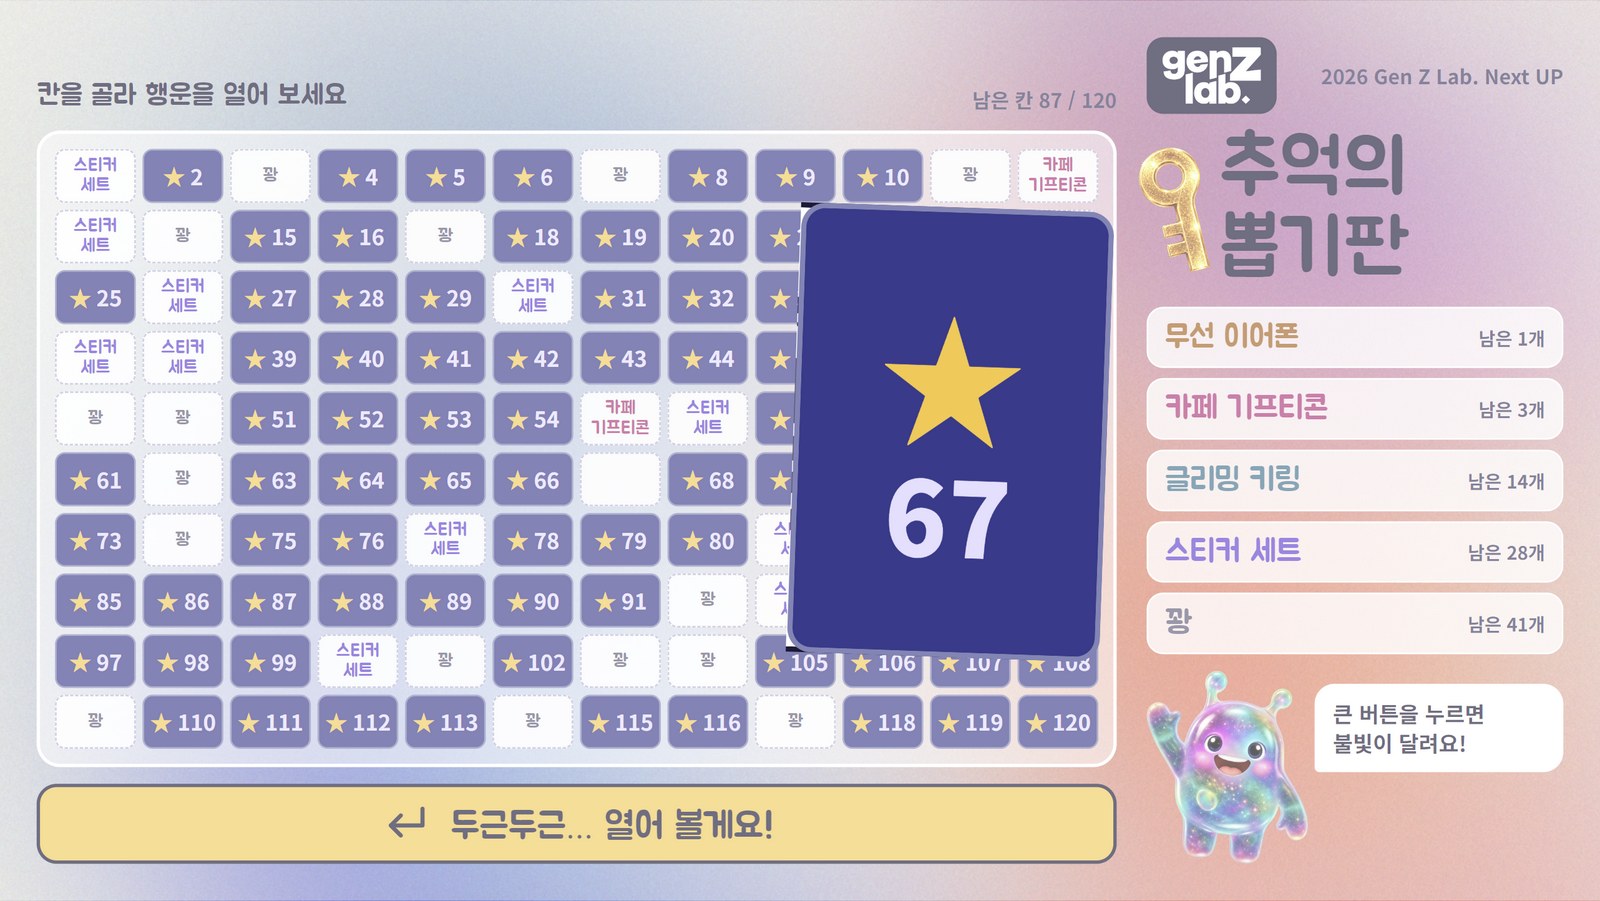 genZ
lab.
2026 Gen Z Lab. Next UP
칸을 골라 행운을 열어 보세요
남은 칸 87 / 120
추억의
뽑기판
스티커 세트 ★ 2 꽝 ★ 4 ★ 5 ★ 6 꽝 ★ 8 ★ 9 ★ 10 꽝 카페 기프티콘
스티커 세트 꽝 ★ 15 ★ 16 꽝 ★ 18 ★ 19 ★ 20
★ 25 스티커 세트 ★ 27 ★ 28 ★ 29 스티커 세트 ★ 31 ★ 32
스티커 세트 스티커 세트 ★ 39 ★ 40 ★ 41 ★ 42 ★ 43 ★ 44
꽝 꽝 ★ 51 ★ 52 ★ 53 ★ 54 카페 기프티콘 스티커 세트
★ 61 꽝 ★ 63 ★ 64 ★ 65 ★ 66 ★ 68
★ 73 꽝 ★ 75 ★ 76 스티커 세트 ★ 78 ★ 79 ★ 80
★ 85 ★ 86 ★ 87 ★ 88 ★ 89 ★ 90 ★ 91 꽝
★ 97 ★ 98 ★ 99 스티커 세트 꽝 ★ 102 꽝 꽝 ★ 105 ★ 106 ★ 107 ★ 108
꽝 ★ 110 ★ 111 ★ 112 ★ 113 꽝 ★ 115 ★ 116 꽝 ★ 118 ★ 119 ★ 120
67
무선 이어폰 남은 1개
카페 기프티콘 남은 3개
글리밍 키링 남은 14개
스티커 세트 남은 28개
꽝 남은 41개
큰 버튼을 누르면
불빛이 달려요!
↵ 두근두근... 열어 볼게요!